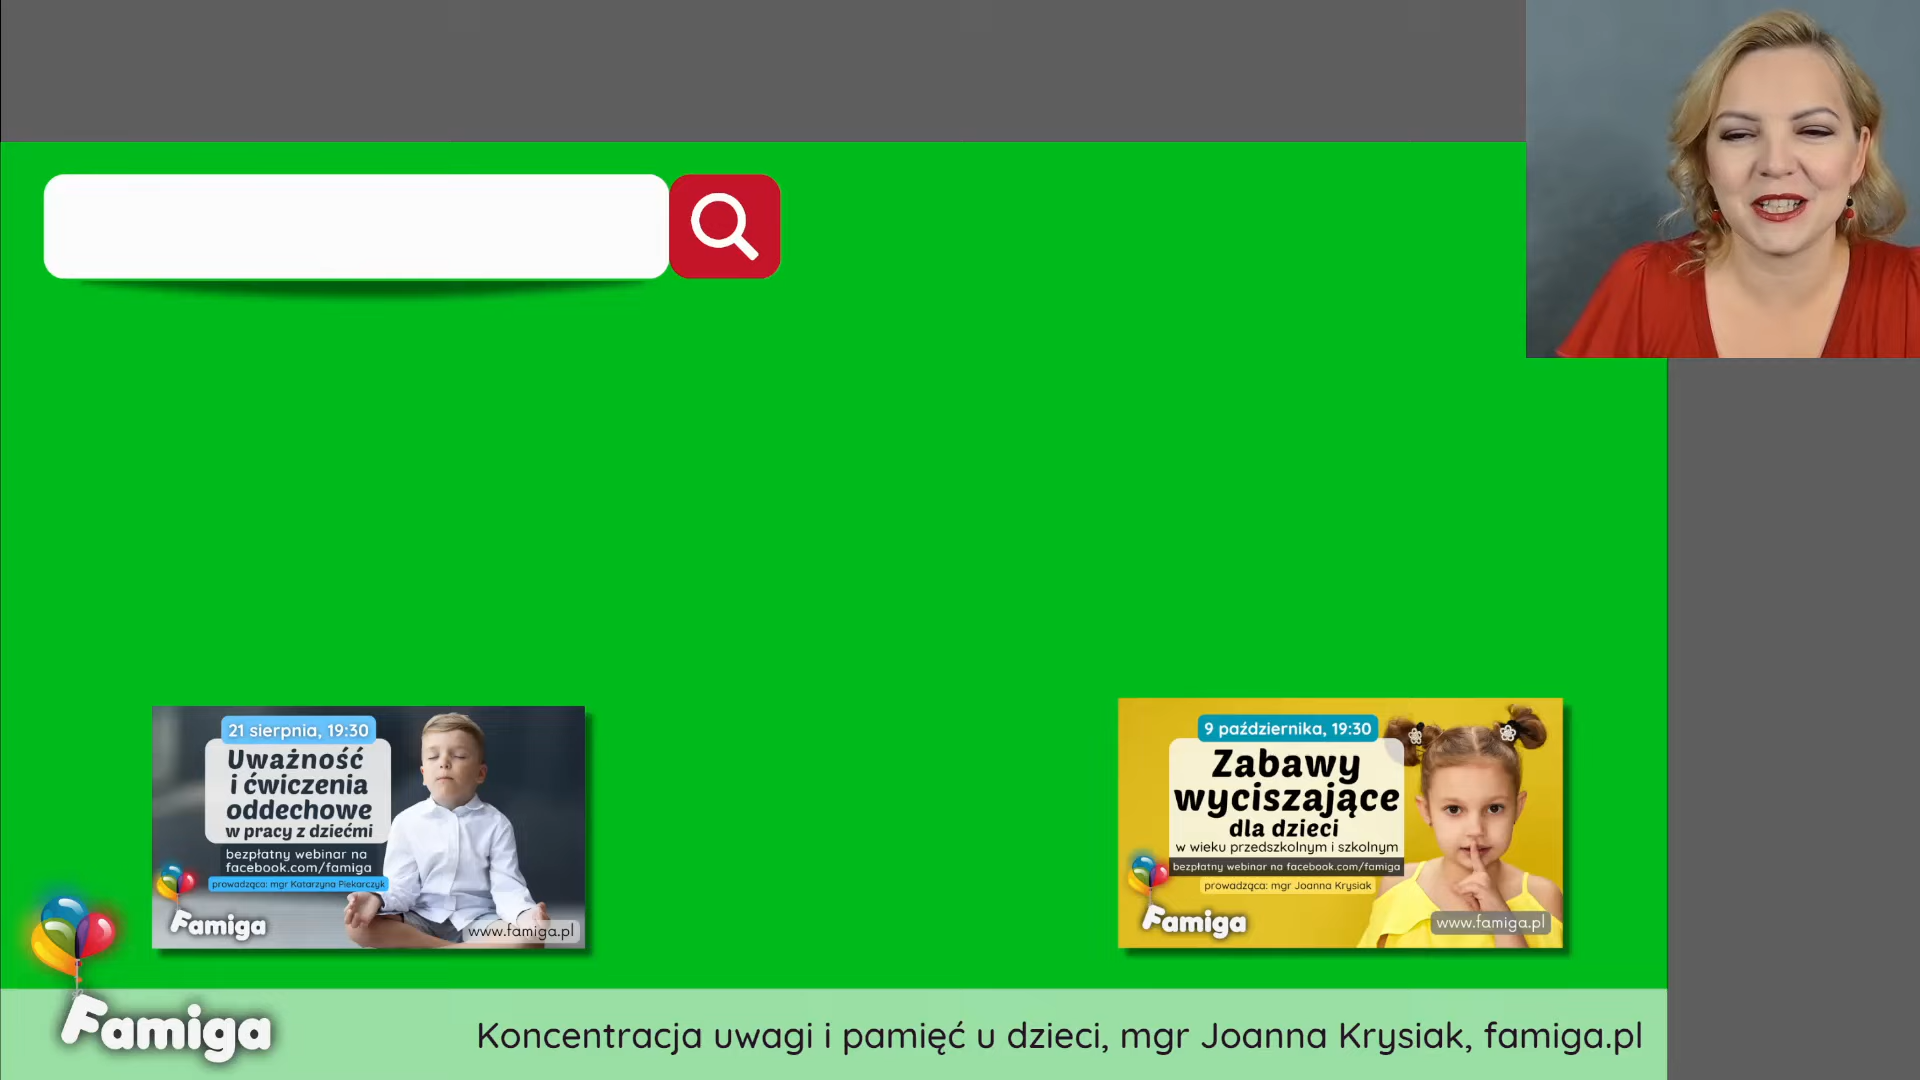 21 sierpnia, 19:30
Uważność
i ćwiczenia
oddechowe
w pracy z dziećmi
bezpłatny webinar na
facebook.com/famiga
prowadząca: mgr Katarzyna Piekarczyk
Famiga
www.famiga.pl
9 października, 19:30
Zabawy
wyciszające
dla dzieci
w wieku przedszkolnym i szkolnym
bezpłatny webinar na facebook.com/famiga
prowadząca: mgr Joanna Krysiak
Famiga
www.famiga.pl
Famiga
Koncentracja uwagi i pamięć u dzieci, mgr Joanna Krysiak, famiga.pl